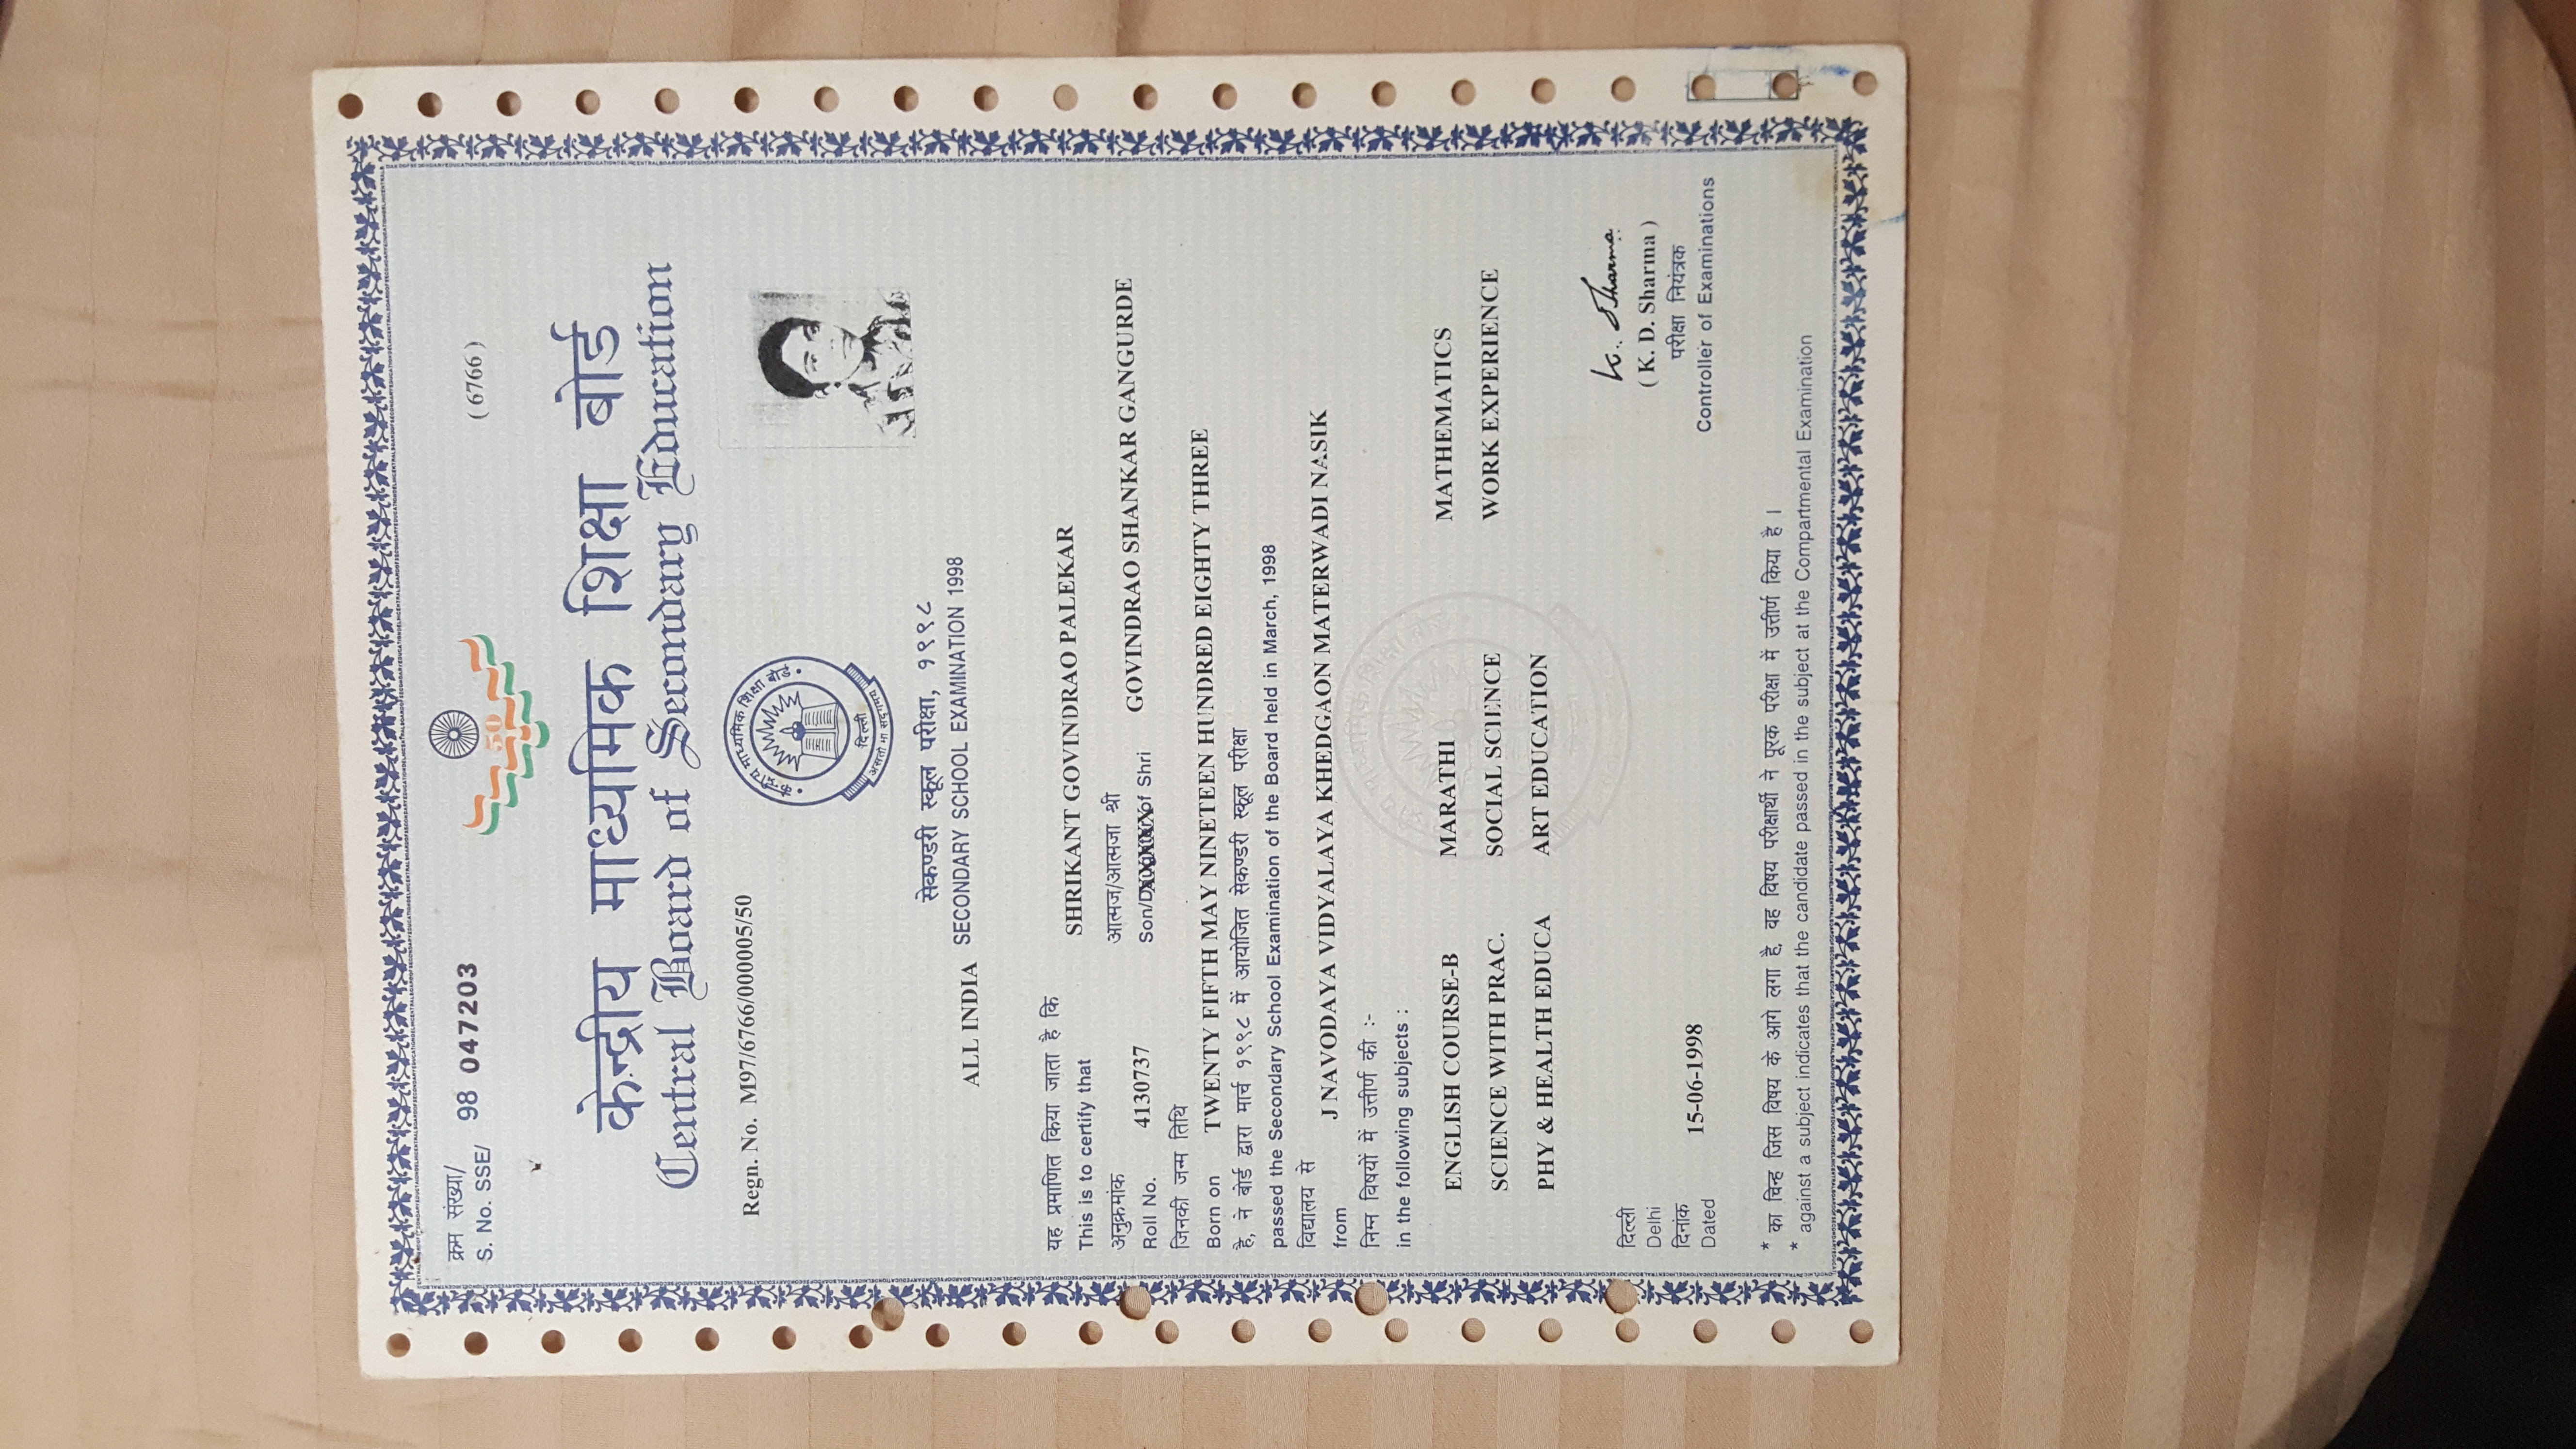 क्रम संख्या/
S. No. SSE/ 98 047203
( 6766 )
50
केन्द्रीय माध्यमिक शिक्षा बोर्ड
Central Board of Secondary Education
Regn. No. M97/6766/00005/50
केन्द्रीय माध्यमिक शिक्षा बोर्ड
दिल्ली
असतो मा सद्गमय
सेकण्डरी स्कूल परीक्षा, १९९८
ALL INDIA SECONDARY SCHOOL EXAMINATION 1998
यह प्रमाणित किया जाता है कि
This is to certify that SHRIKANT GOVINDRAO PALEKAR
अनुक्रमांक आत्मज/आत्मजा श्री
Roll No. 4130737 Son/ of Shri GOVINDRAO SHANKAR GANGURDE
जिनकी जन्म तिथि
Born on TWENTY FIFTH MAY NINETEEN HUNDRED EIGHTY THREE
है, ने बोर्ड द्वारा मार्च १९९८ में आयोजित सेकण्डरी स्कूल परीक्षा
passed the Secondary School Examination of the Board held in March, 1998
विद्यालय से
from J NAVODAYA VIDYALAYA KHEDGAON MATERWADI NASIK
निम्न विषयों में उत्तीर्ण की :-
in the following subjects :
ENGLISH COURSE-B MARATHI MATHEMATICS
SCIENCE WITH PRAC. SOCIAL SCIENCE WORK EXPERIENCE
PHY & HEALTH EDUCA ART EDUCATION
K. D. Sharma
दिल्ली
Delhi ( K. D. Sharma )
दिनांक परीक्षा नियंत्रक
Dated 15-06-1998 Controller of Examinations
* का चिन्ह जिस विषय के आगे लगा है, वह विषय परीक्षार्थी ने पूरक परीक्षा में उत्तीर्ण किया है ।
* against a subject indicates that the candidate passed in the subject at the Compartmental Examination